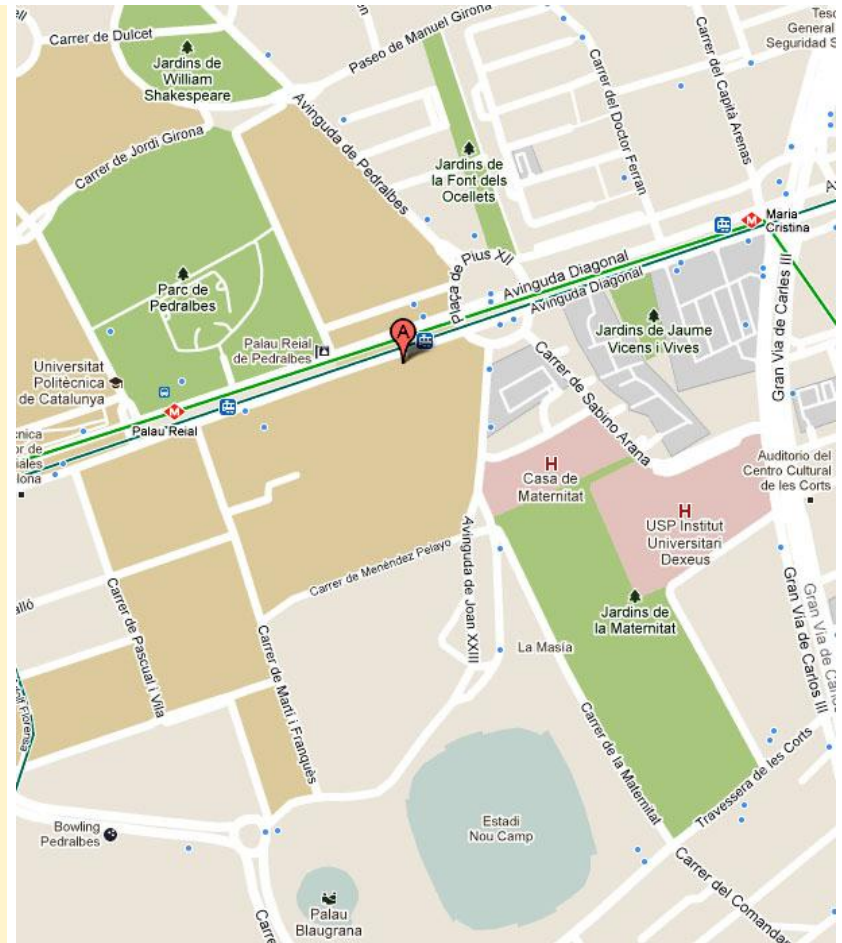 Carrer de Dulcet
Jardins de
William
Shakespeare
Paseo de Manuel Girona
Avinguda de Pedralbes
Carrer de Jordi Girona
Jardins de
la Font dels
Ocellets
Carrer del Doctor Ferran
Carrer del Capità Arenas
General
Seguridad S
Maria
Cristina
Plaça de
Pius XII
Avinguda Diagonal
Avinguda Diagonal
Parc de
Pedralbes
Palau Reial
de Pedralbes
A
Jardins de Jaume
Vicens i Vives
Gran Via de Carles III
Universitat
Politècnica
de Catalunya
M
Palau Reial
Carrer de Sabino Arana
H
Casa de
Maternitat
H
USP Institut
Universitari
Dexeus
Auditorio del
Centro Cultural
de les Corts
Carrer de Menéndez Pelayo
Avinguda de Joan XXIII
Jardins de
la Maternitat
La Masía
Carrer de Pascual i Vila
Carrer de Martí i Franquès
Gran Via de Carles III
Gran Via de Carlos III
Carrer de la Maternitat
Travessera de les Corts
Estadi
Nou Camp
Bowling
Pedralbes
Palau
Blaugrana
Carrer del Comandan